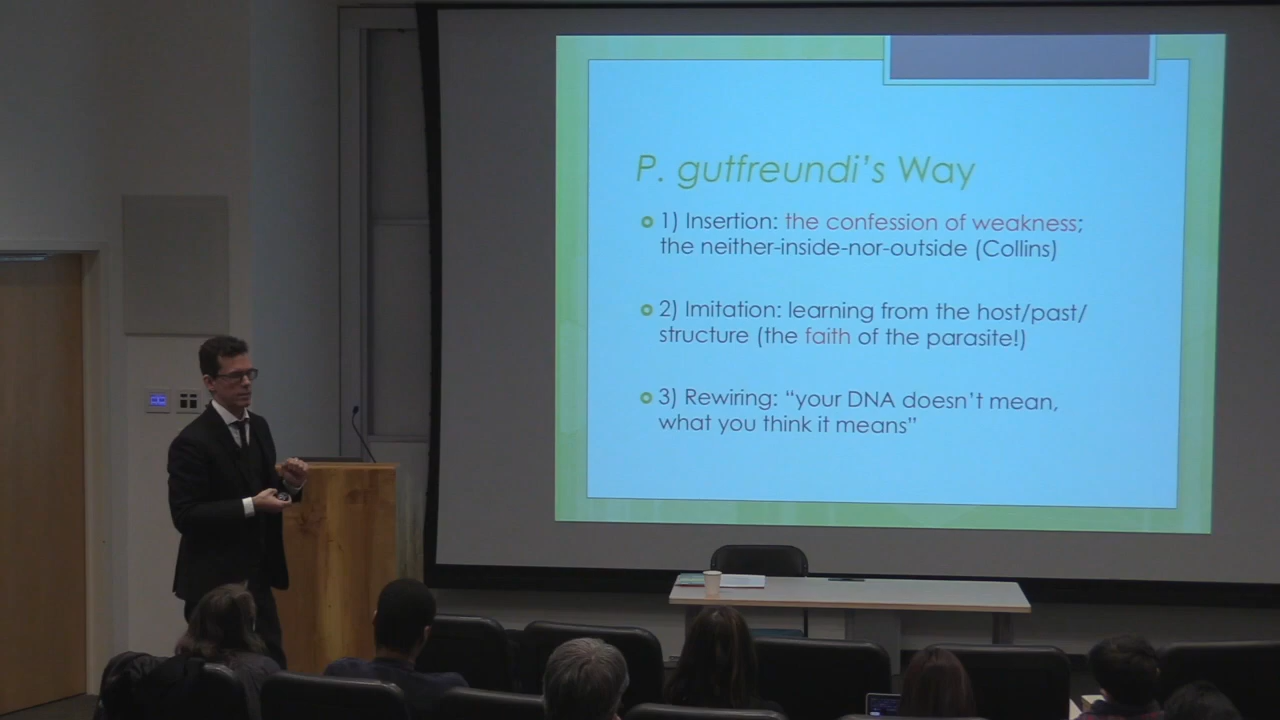 P. gutfreundi's Way
1) Insertion: the confession of weakness;
the neither-inside-nor-outside (Collins)
2) Imitation: learning from the host/past/
structure (the faith of the parasite!)
3) Rewiring: “your DNA doesn't mean,
what you think it means”